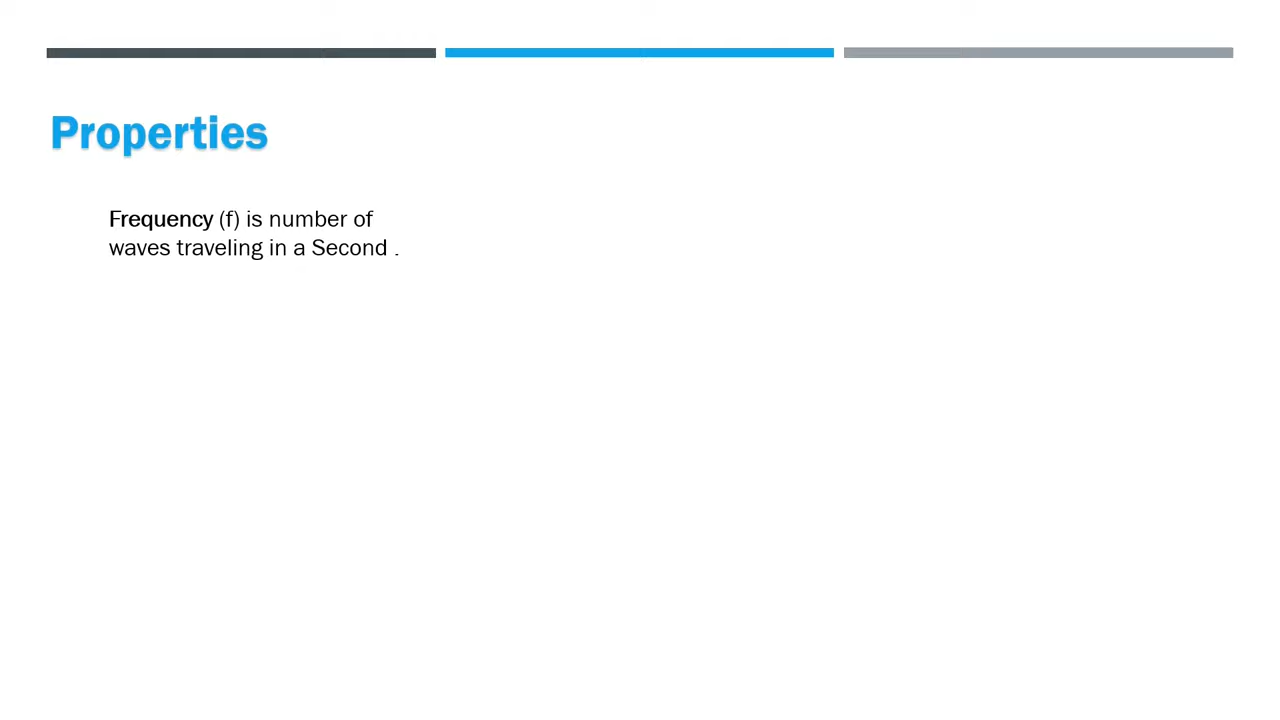 Properties
Frequency (f) is number of
waves traveling in a Second .